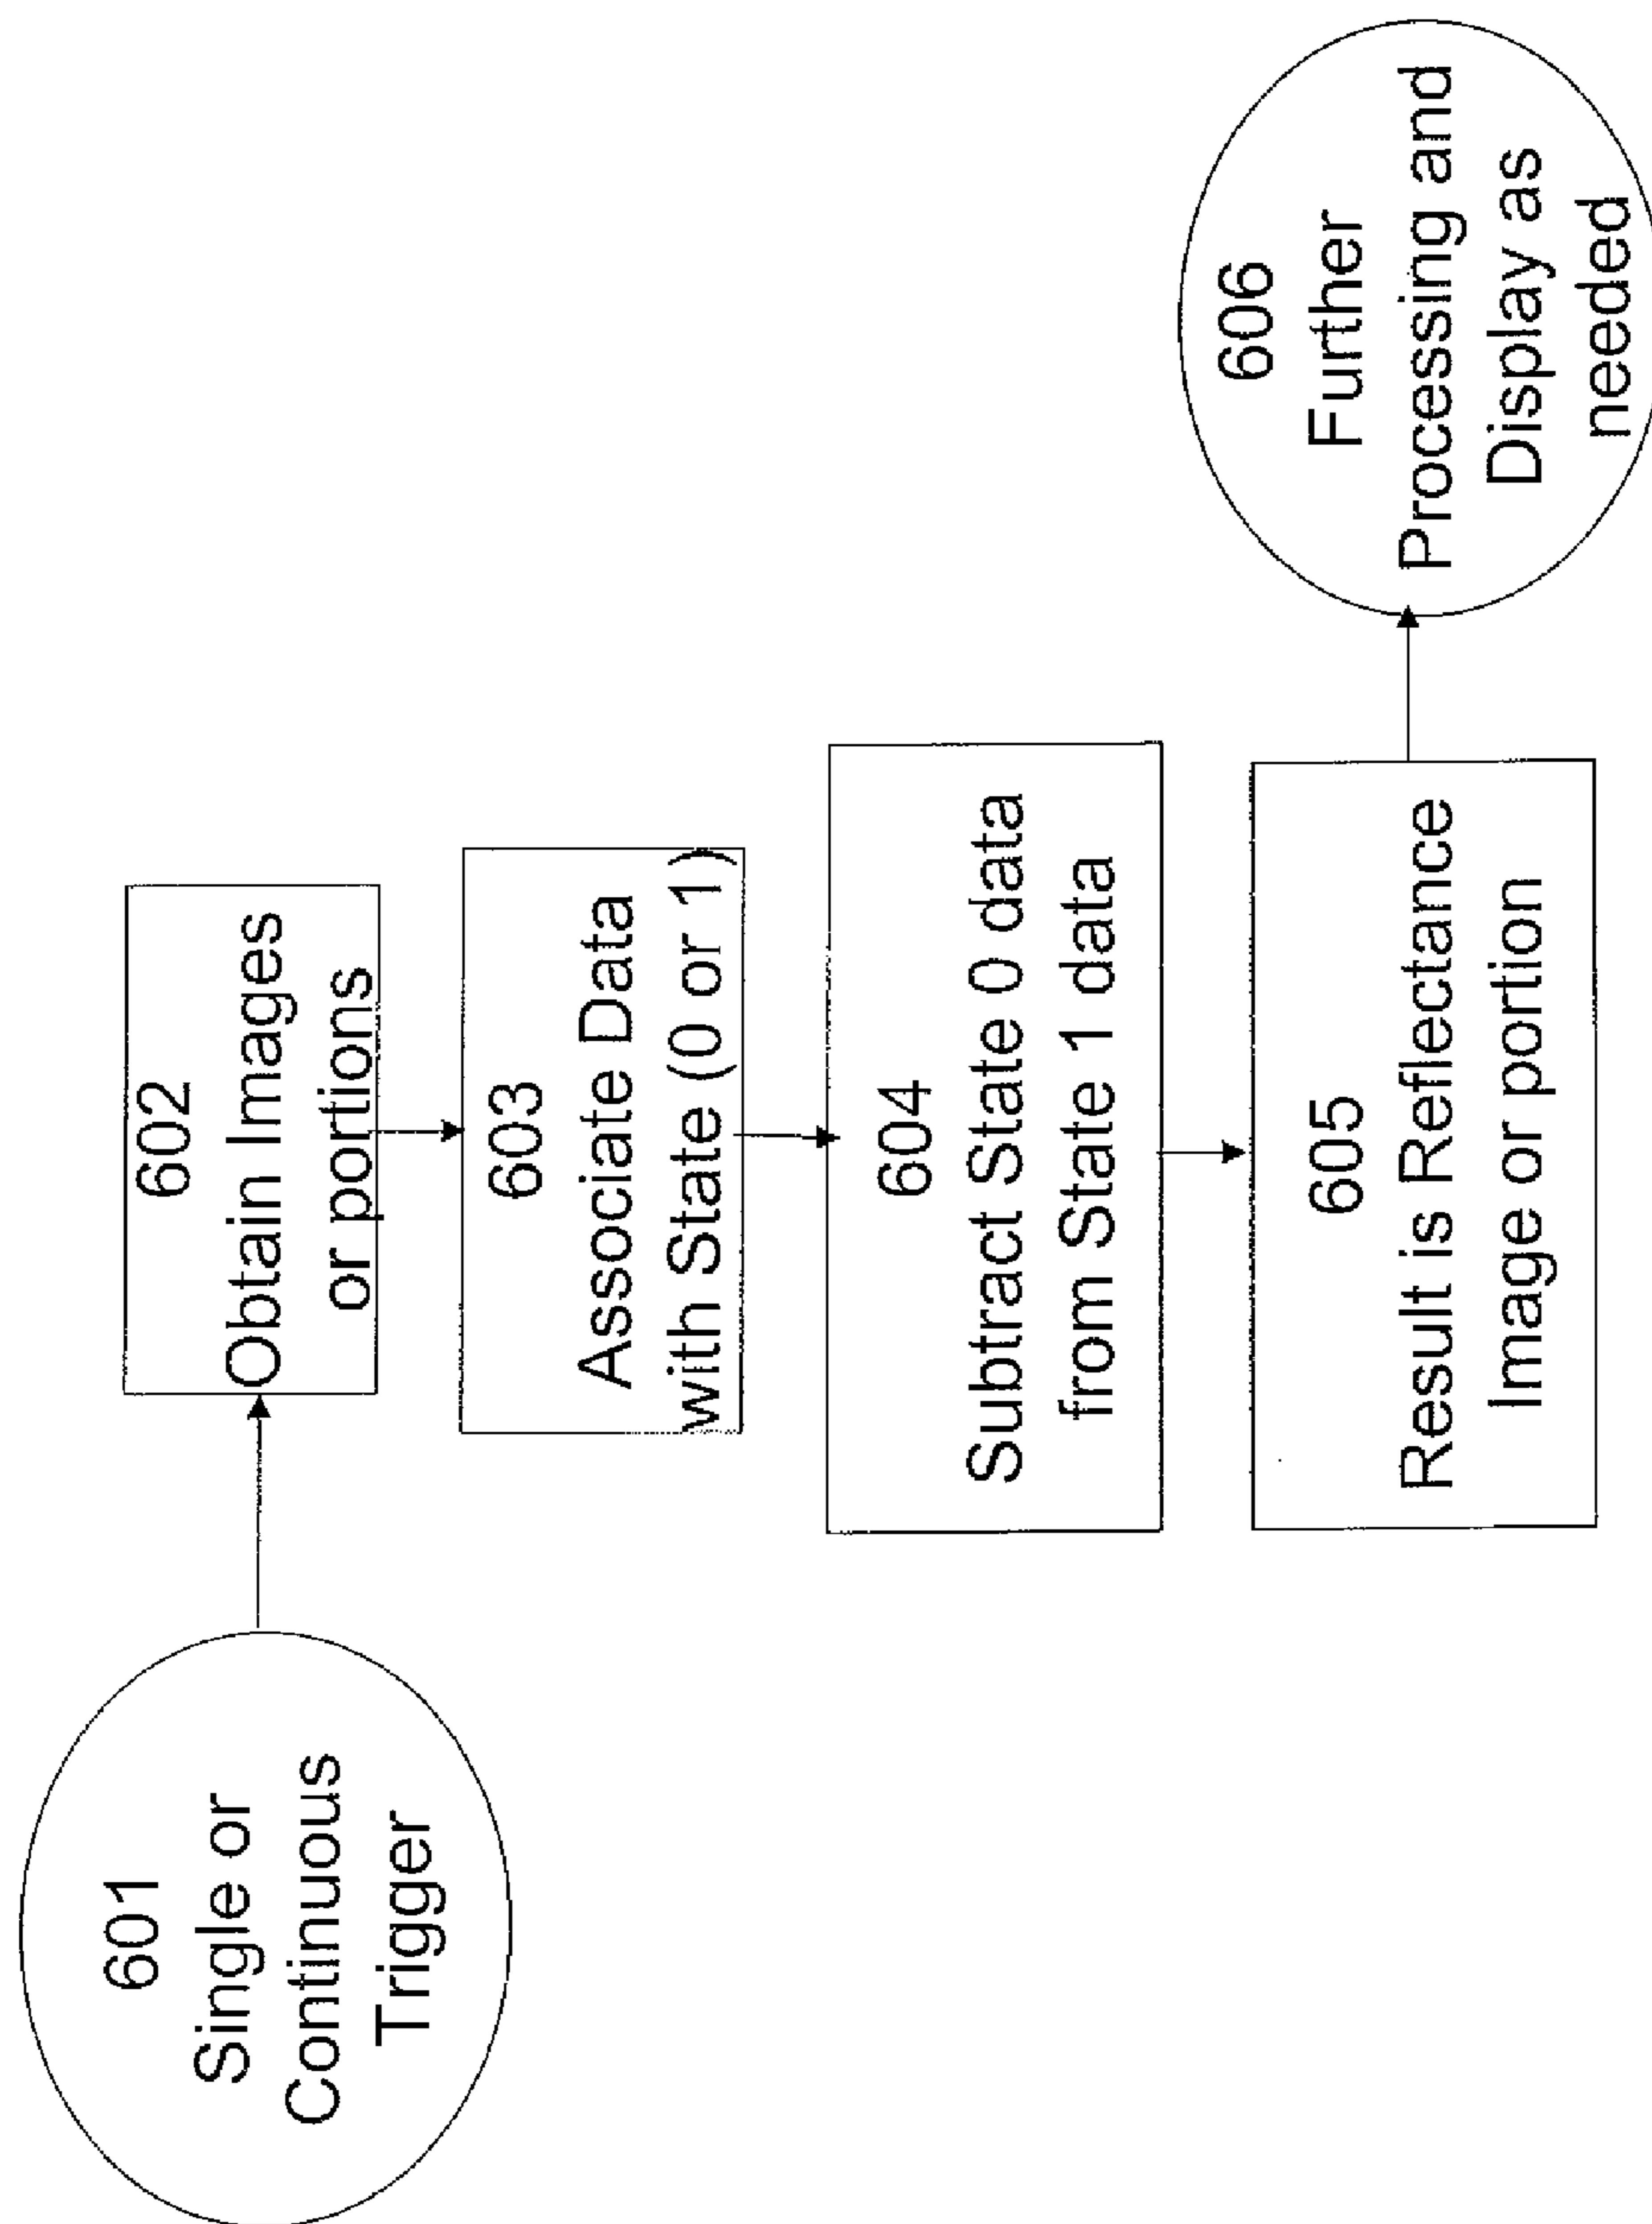 601
Single or
Continuous
Trigger
602
Obtain Images
or portions
603
Associate Data
with State (0 or 1)
604
Subtract State 0 data
from State 1 data
605
Result is Reflectance
Image or portion
606
Further
Processing and
Display as
needed